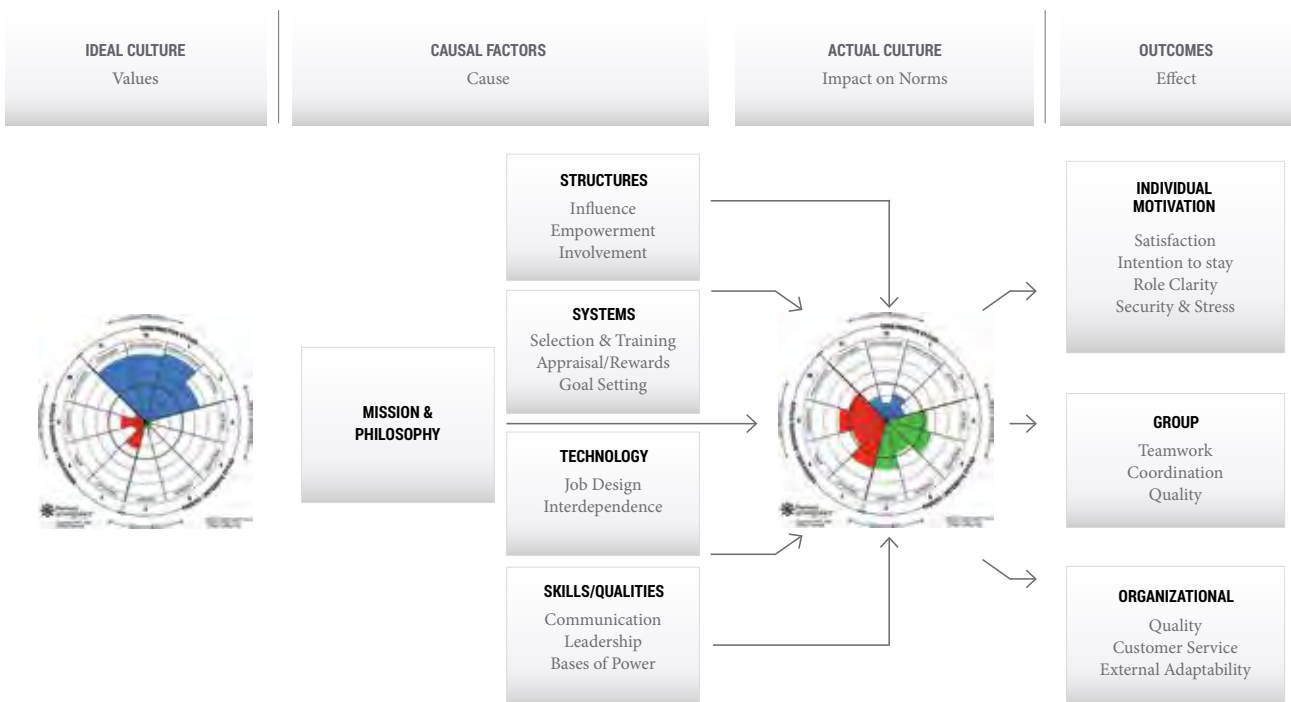 IDEAL CULTURE
Values
CAUSAL FACTORS
Cause
ACTUAL CULTURE
Impact on Norms
OUTCOMES
Effect
MISSION &
PHILOSOPHY
STRUCTURES
Influence
Empowerment
Involvement
SYSTEMS
Selection & Training
Appraisal/Rewards
Goal Setting
TECHNOLOGY
Job Design
Interdependence
SKILLS/QUALITIES
Communication
Leadership
Bases of Power
INDIVIDUAL
MOTIVATION
Satisfaction
Intention to stay
Role Clarity
Security & Stress
GROUP
Teamwork
Coordination
Quality
ORGANIZATIONAL
Quality
Customer Service
External Adaptability